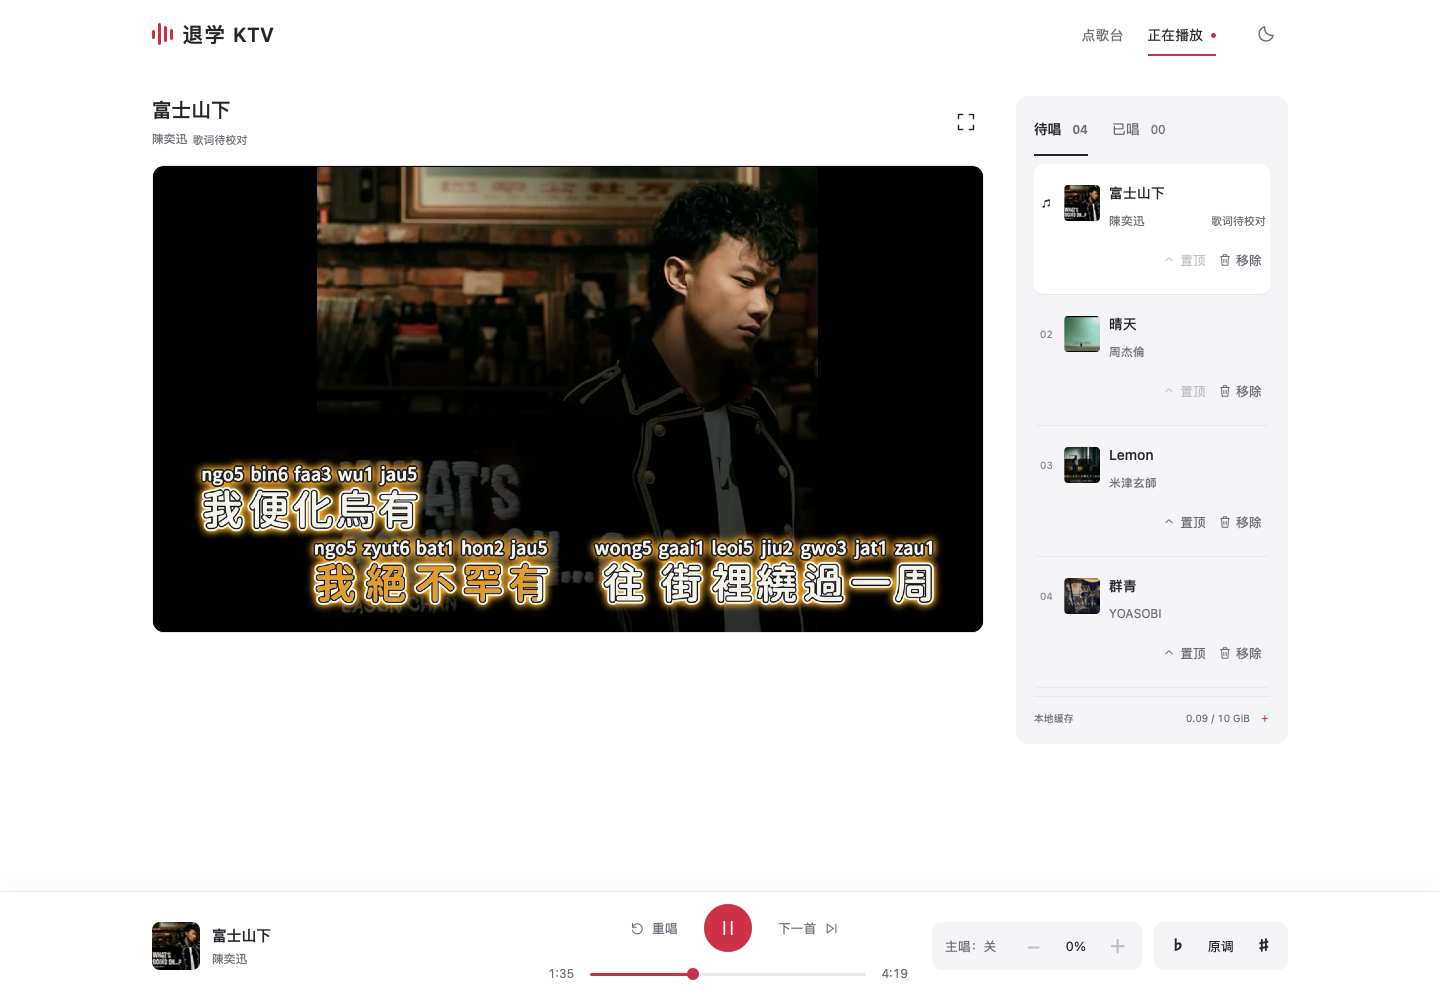 退学 KTV
点歌台
正在播放
富士山下
陳奕迅 歌词待校对
ngo5 bin6 faa3 wu1 jau5
我便化烏有
ngo5 zyut6 bat1 hon2 jau5 wong5 gaai1 leoi5 jiu2 gwo3 jat1 zau1
我絕不罕有 往街裡繞過一周
待唱 04
已唱 00
富士山下
陳奕迅 歌词待校对
置顶 移除
02 晴天
周杰倫
置顶 移除
03 Lemon
米津玄師
置顶 移除
04 群青
YOASOBI
置顶 移除
本地缓存 0.09 / 10 GiB +
富士山下
陳奕迅
重唱
下一首
1:35 4:19
主唱：关 − 0% +
♭ 原调 ♯